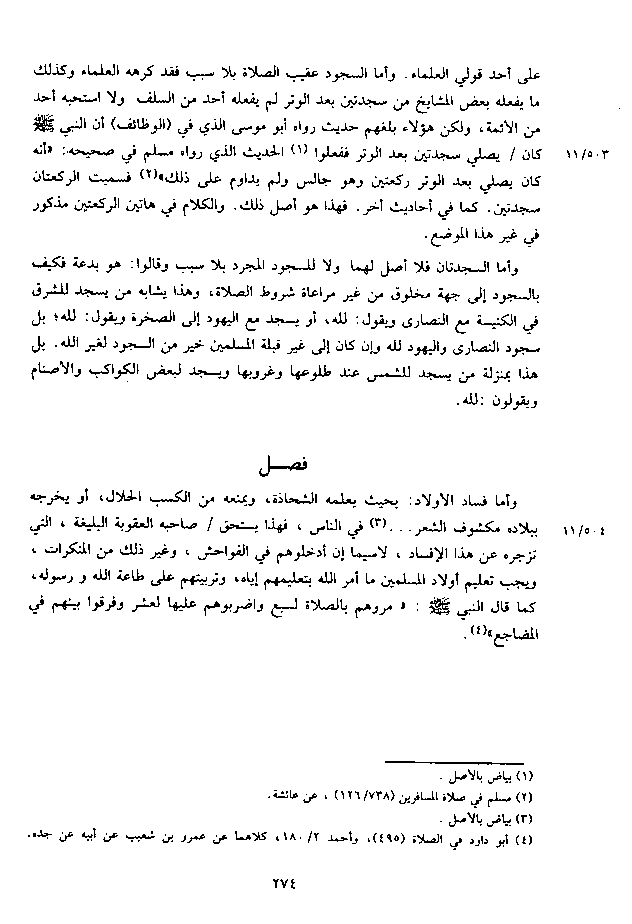 على أحد قولي العلماء. وأما السجود عقيب الصلاة بلا سبب فقد كرهه العلماء وكذلك
ما يفعله بعض المشايخ من سجدتين بعد الوتر لم يفعله أحد من السلف ولا استحبه أحد
من الأئمة، ولكن هؤلاء بلغهم حديث رواه أبو موسى الذي في (الوظائف) أن النبي ﷺ
١١/٥٠٣ كان / يصلي سجدتين بعد الوتر ففعلوا (١) الحديث الذي رواه مسلم في صحيحه: «أنه
كان يصلي بعد الوتر ركعتين وهو جالس ولم يداوم على ذلك»(٢) فسميت الركعتان
سجدتين. كما في أحاديث أخر. فهذا هو أصل ذلك. والكلام في هاتين الركعتين مذكور
في غير هذا الموضع.
وأما السجدتان فلا أصل لهما ولا للسجود المجرد بلا سبب وقالوا: هو بدعة فكيف
بالسجود إلى جهة مخلوق من غير مراعاة شروط الصلاة، وهذا يشابه من يسجد للشرق
في الكنيسة مع النصارى ويقول: لله، أو يسجد مع اليهود إلى الصخرة ويقول: لله؛ بل
سجود النصارى واليهود لله وإن كان إلى غير قبلة المسلمين خير من السجود لغير الله. بل
هذا بمنزلة من يسجد للشمس عند طلوعها وغروبها ويسجد لبعض الكواكب والأصنام
ويقولون :لله.
فصل
وأما فساد الأولاد: بحيث يعلمه الشحاذة، ويمنعه من الكسب الحلال، أو يخرجه
١١/٥٠٤ ببلاده مكشوف الشعر...(٣) في الناس ، فهذا يستحق / صاحبه العقوبة البليغة ، التي
تزجره عن هذا الإفساد ، لاسيما إن أدخلوهم في الفواحش ، وغير ذلك من المنكرات ،
ويجب تعليم أولاد المسلمين ما أمر الله بتعليمهم إياه، وتربيتهم على طاعة الله و رسوله،
كما قال النبي ﷺ : « مروهم بالصلاة لسبع واضربوهم عليها لعشر وفرقوا بينهم في
المضاجع»(٤).
(١) بياض بالأصل .
(٢) مسلم في صلاة المسافرين (١٢٦/٧٣٨) ، عن عائشة.
(٣) بياض بالأصل .
(٤) أبو داود في الصلاة (٤٩٥)، وأحمد ١٨٠/٢، كلاهما عن عمرو بن شعيب عن أبيه عن جده.
٢٧٤